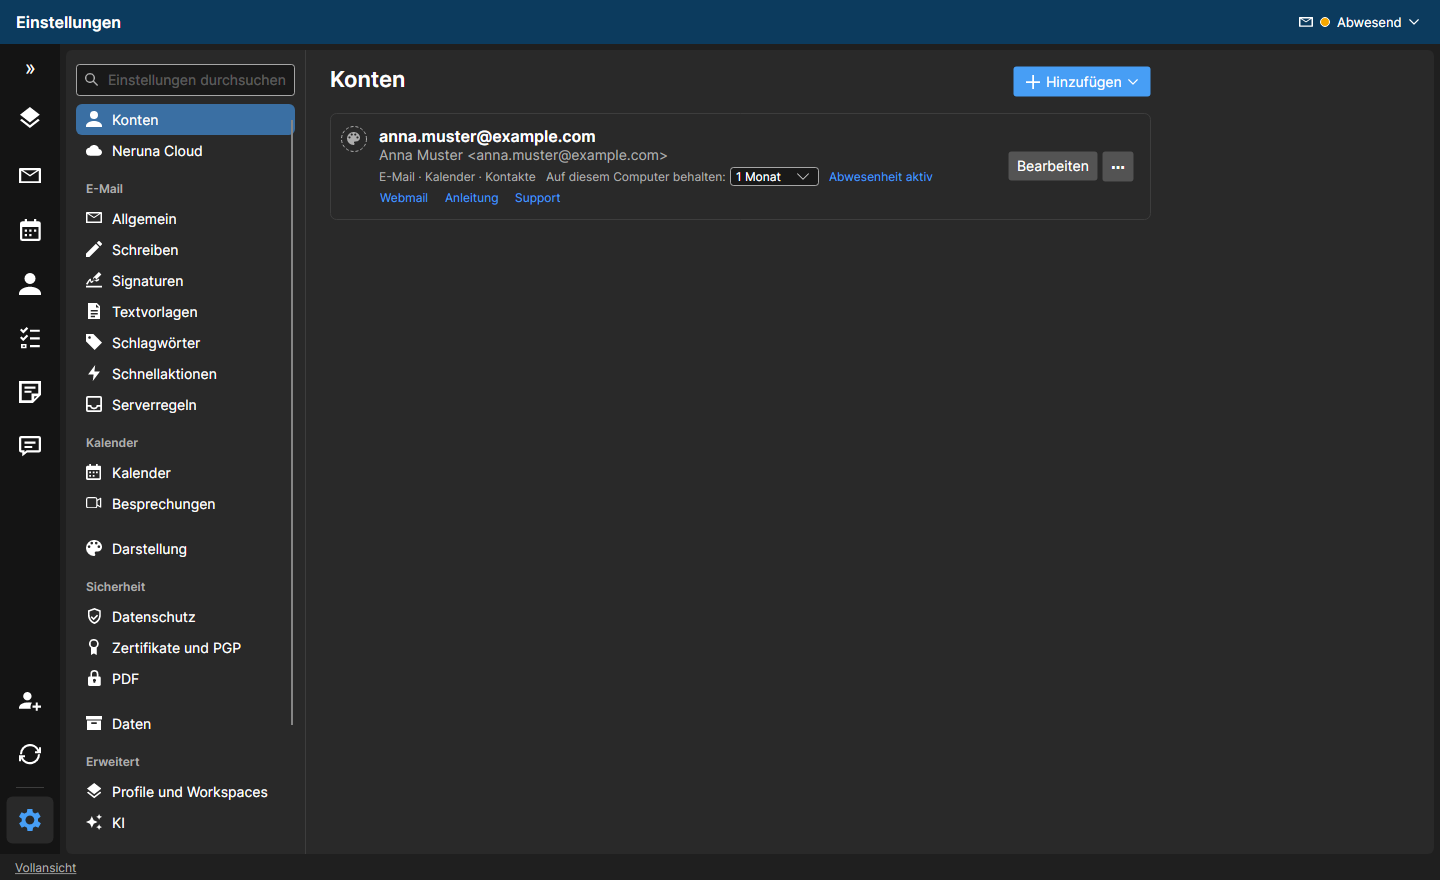 Einstellungen
Abwesend
Einstellungen durchsuchen
Konten
Neruna Cloud
E-Mail
Allgemein
Schreiben
Signaturen
Textvorlagen
Schlagwörter
Schnellaktionen
Serverregeln
Kalender
Kalender
Besprechungen
Darstellung
Sicherheit
Datenschutz
Zertifikate und PGP
PDF
Daten
Erweitert
Profile und Workspaces
KI
Vollansicht
Konten
Hinzufügen
anna.muster@example.com
Anna Muster <anna.muster@example.com>
E-Mail · Kalender · Kontakte Auf diesem Computer behalten: 1 Monat Abwesenheit aktiv
Webmail Anleitung Support
Bearbeiten